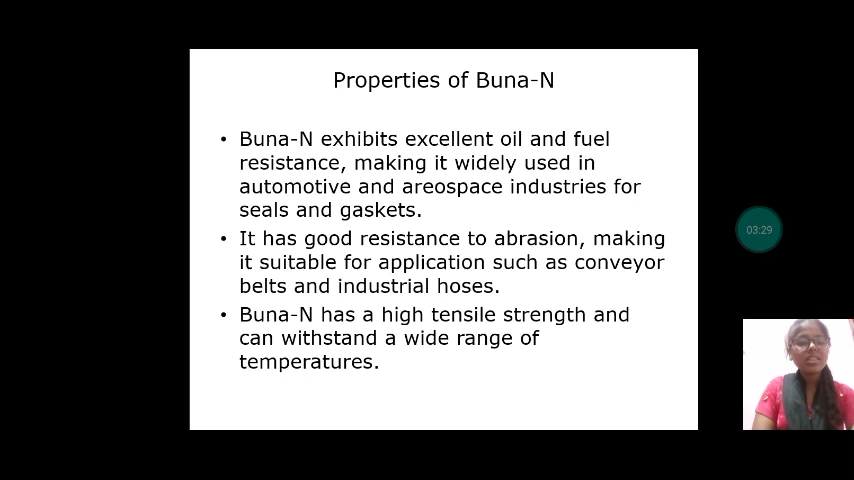 Properties of Buna-N
• Buna-N exhibits excellent oil and fuel
resistance, making it widely used in
automotive and areospace industries for
seals and gaskets.
• It has good resistance to abrasion, making
it suitable for application such as conveyor
belts and industrial hoses.
• Buna-N has a high tensile strength and
can withstand a wide range of
temperatures.
03:29